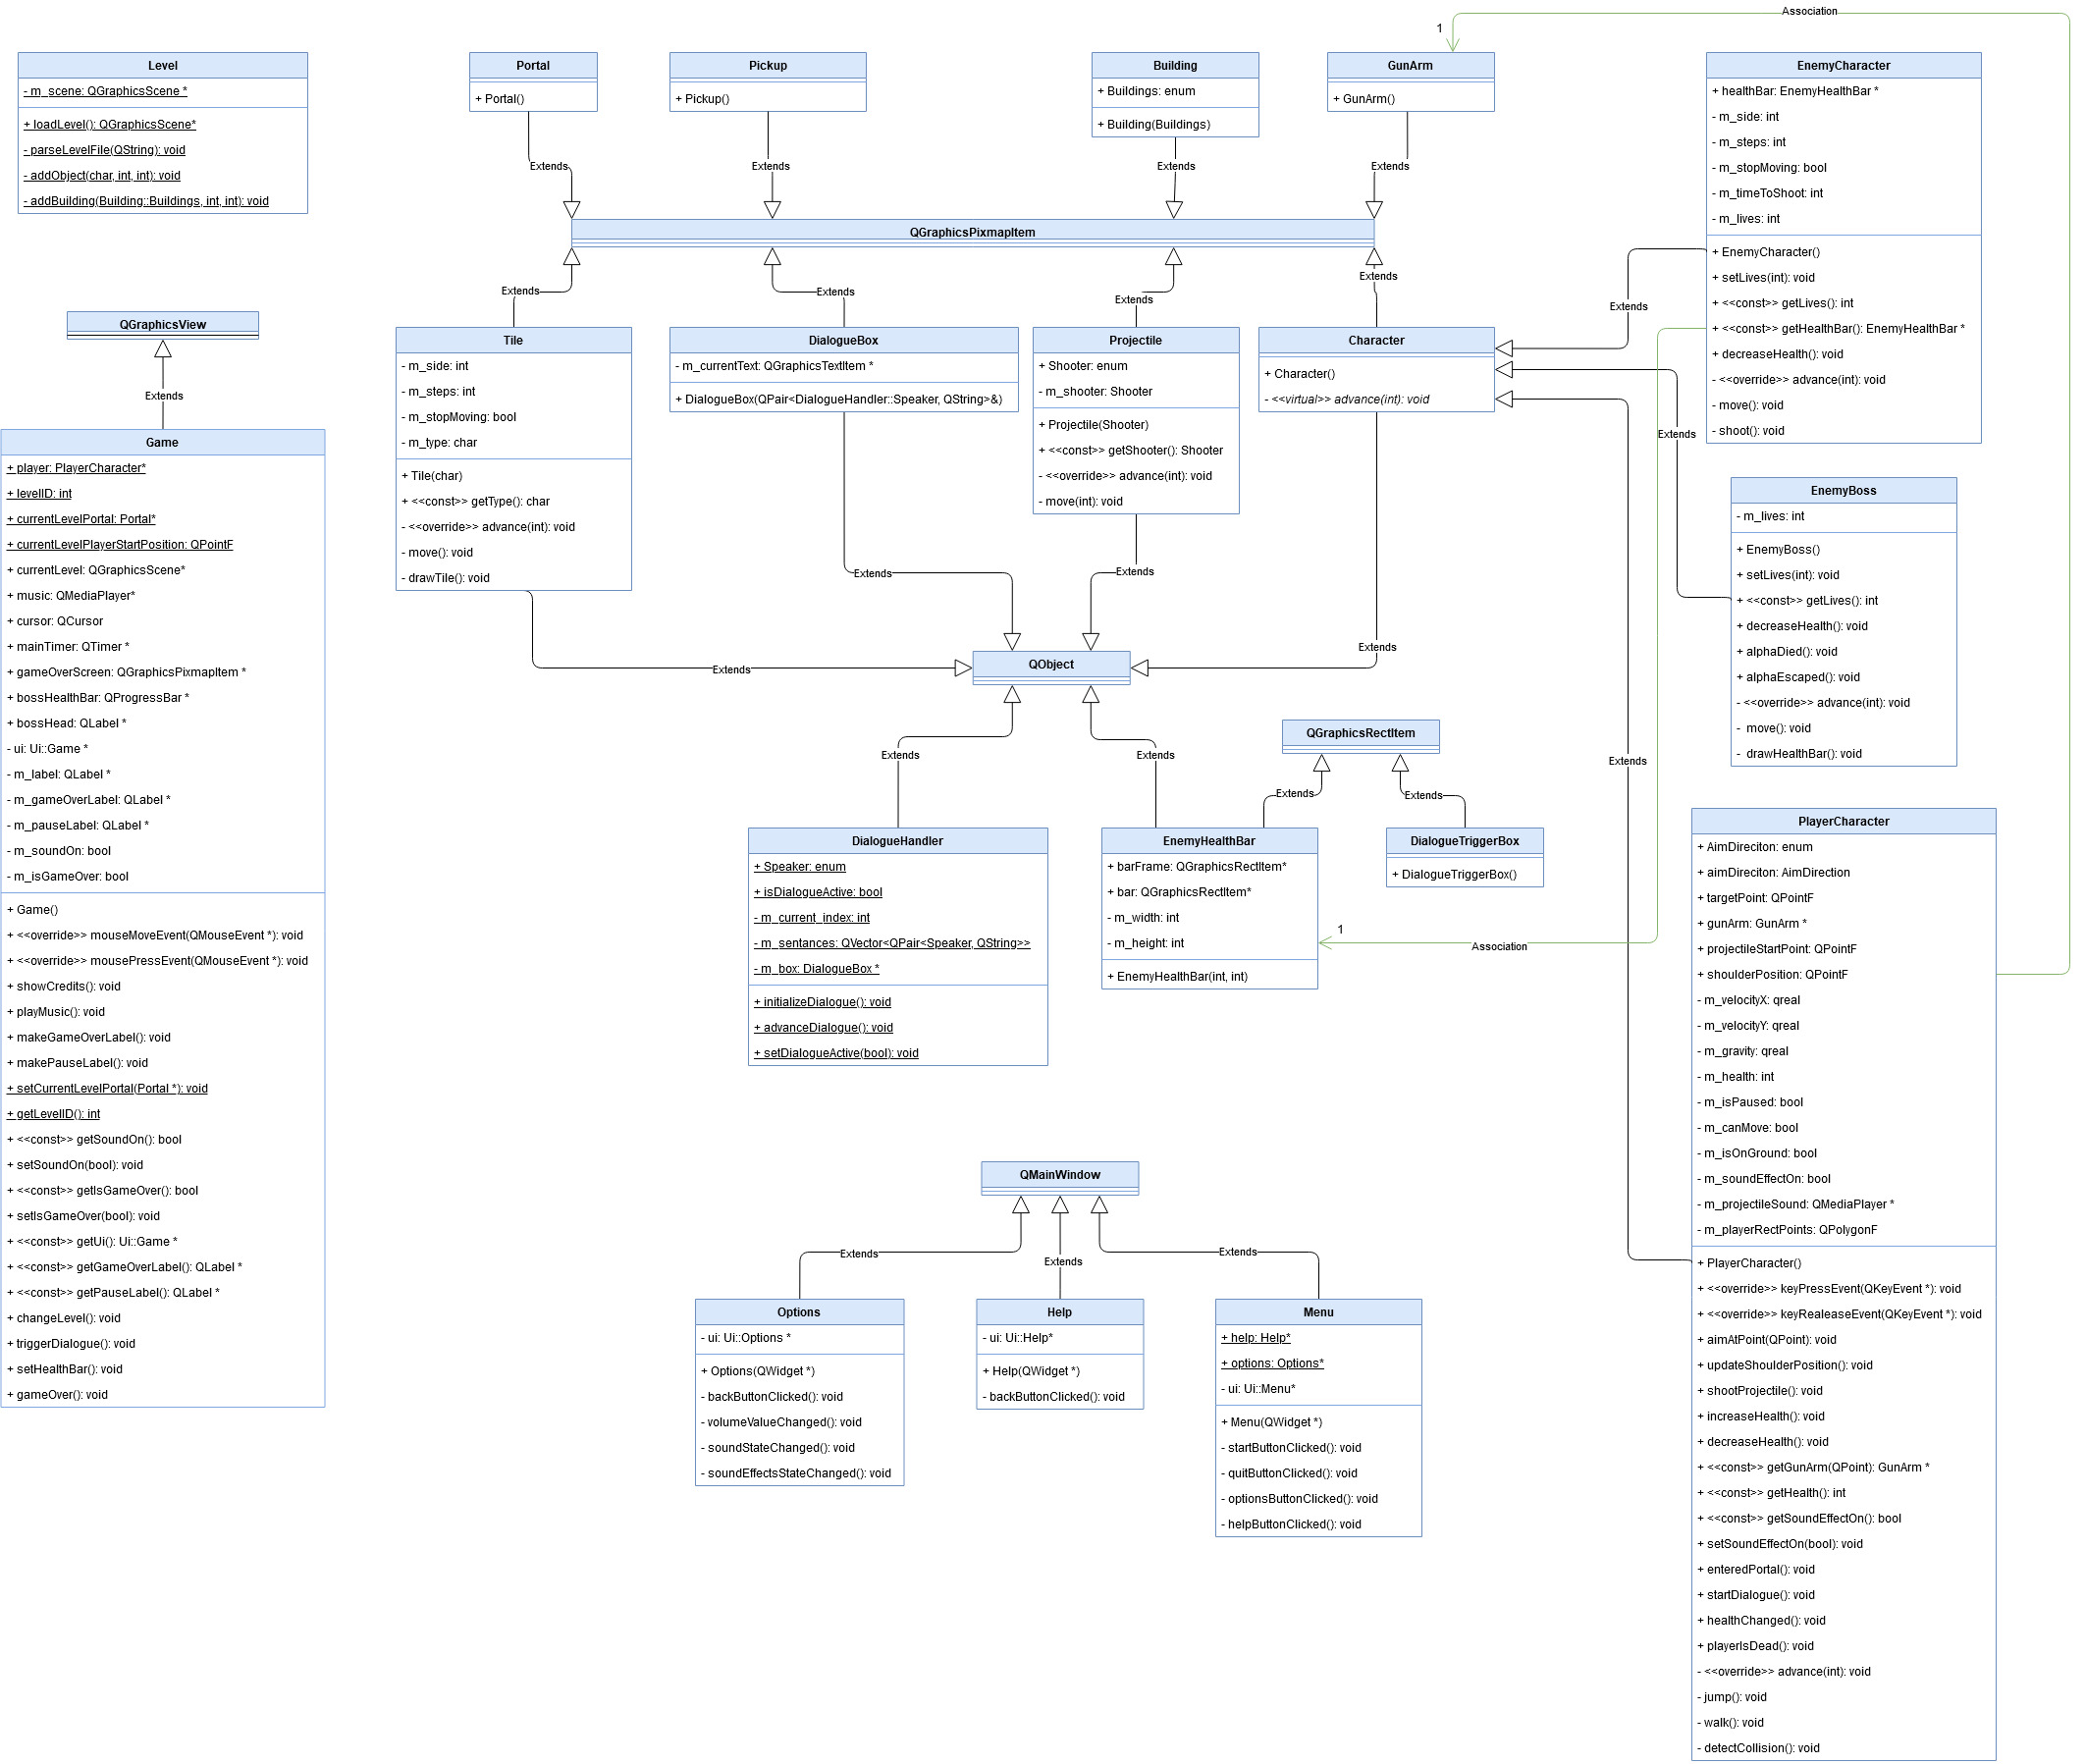 Association
1
Level
- m_scene: QGraphicsScene *
+ loadLevel(): QGraphicsScene*
- parseLevelFile(QString): void
- addObject(char, int, int): void
- addBuilding(Building::Buildings, int, int): void
Portal
+ Portal()
Pickup
+ Pickup()
Building
+ Buildings: enum
+ Building(Buildings)
GunArm
+ GunArm()
Extends
Extends
Extends
Extends
QGraphicsPixmapItem
Extends
Extends
Extends
Extends
EnemyCharacter
+ healthBar: EnemyHealthBar *
- m_side: int
- m_steps: int
- m_stopMoving: bool
- m_timeToShoot: int
- m_lives: int
+ EnemyCharacter()
+ setLives(int): void
+ <<const>> getLives(): int
+ <<const>> getHealthBar(): EnemyHealthBar *
+ decreaseHealth(): void
- <<override>> advance(int): void
- move(): void
- shoot(): void
Extends
Extends
QGraphicsView
Extends
Game
+ player: PlayerCharacter*
+ levelID: int
+ currentLevelPortal: Portal*
+ currentLevelPlayerStartPosition: QPointF
+ currentLevel: QGraphicsScene*
+ music: QMediaPlayer*
+ cursor: QCursor
+ mainTimer: QTimer *
+ gameOverScreen: QGraphicsPixmapItem *
+ bossHealthBar: QProgressBar *
+ bossHead: QLabel *
- ui: Ui::Game *
- m_label: QLabel *
- m_gameOverLabel: QLabel *
- m_pauseLabel: QLabel *
- m_soundOn: bool
- m_isGameOver: bool
+ Game()
+ <<override>> mouseMoveEvent(QMouseEvent *): void
+ <<override>> mousePressEvent(QMouseEvent *): void
+ showCredits(): void
+ playMusic(): void
+ makeGameOverLabel(): void
+ makePauseLabel(): void
+ setCurrentLevelPortal(Portal *): void
+ getLevelID(): int
+ <<const>> getSoundOn(): bool
+ setSoundOn(bool): void
+ <<const>> getIsGameOver(): bool
+ setIsGameOver(bool): void
+ <<const>> getUi(): Ui::Game *
+ <<const>> getGameOverLabel(): QLabel *
+ <<const>> getPauseLabel(): QLabel *
+ changeLevel(): void
+ triggerDialogue(): void
+ setHealthBar(): void
+ gameOver(): void
Tile
- m_side: int
- m_steps: int
- m_stopMoving: bool
- m_type: char
+ Tile(char)
+ <<const>> getType(): char
- <<override>> advance(int): void
- move(): void
- drawTile(): void
DialogueBox
- m_currentText: QGraphicsTextItem *
+ DialogueBox(QPair<DialogueHandler::Speaker, QString>&)
Projectile
+ Shooter: enum
- m_shooter: Shooter
+ Projectile(Shooter)
+ <<const>> getShooter(): Shooter
- <<override>> advance(int): void
- move(int): void
Character
+ Character()
- <<virtual>> advance(int): void
Extends
Extends
Extends
Extends
QObject
Extends
Extends
EnemyBoss
- m_lives: int
+ EnemyBoss()
+ setLives(int): void
+ <<const>> getLives(): int
+ decreaseHealth(): void
+ alphaDied(): void
+ alphaEscaped(): void
- <<override>> advance(int): void
- move(): void
- drawHealthBar(): void
Extends
QGraphicsRectItem
Extends
Extends
DialogueHandler
+ Speaker: enum
+ isDialogueActive: bool
- m_current_index: int
- m_sentances: QVector<QPair<Speaker, QString>>
- m_box: DialogueBox *
+ initializeDialogue(): void
+ advanceDialogue(): void
+ setDialogueActive(bool): void
EnemyHealthBar
+ barFrame: QGraphicsRectItem*
+ bar: QGraphicsRectItem*
- m_width: int
- m_height: int
+ EnemyHealthBar(int, int)
DialogueTriggerBox
+ DialogueTriggerBox()
1
Association
PlayerCharacter
+ AimDireciton: enum
+ aimDireciton: AimDirection
+ targetPoint: QPointF
+ gunArm: GunArm *
+ projectileStartPoint: QPointF
+ shoulderPosition: QPointF
- m_velocityX: qreal
- m_velocityY: qreal
- m_gravity: qreal
- m_health: int
- m_isPaused: bool
- m_canMove: bool
- m_isOnGround: bool
- m_soundEffectOn: bool
- m_projectileSound: QMediaPlayer *
- m_playerRectPoints: QPolygonF
+ PlayerCharacter()
+ <<override>> keyPressEvent(QKeyEvent *): void
+ <<override>> keyRealeaseEvent(QKeyEvent *): void
+ aimAtPoint(QPoint): void
+ updateShoulderPosition(): void
+ shootProjectile(): void
+ increaseHealth(): void
+ decreaseHealth(): void
+ <<const>> getGunArm(QPoint): GunArm *
+ <<const>> getHealth(): int
+ <<const>> getSoundEffectOn(): bool
+ setSoundEffectOn(bool): void
+ enteredPortal(): void
+ startDialogue(): void
+ healthChanged(): void
+ playerIsDead(): void
- <<override>> advance(int): void
- jump(): void
- walk(): void
- detectCollision(): void
QMainWindow
Extends
Extends
Extends
Options
- ui: Ui::Options *
+ Options(QWidget *)
- backButtonClicked(): void
- volumeValueChanged(): void
- soundStateChanged(): void
- soundEffectsStateChanged(): void
Help
- ui: Ui::Help*
+ Help(QWidget *)
- backButtonClicked(): void
Menu
+ help: Help*
+ options: Options*
- ui: Ui::Menu*
+ Menu(QWidget *)
- startButtonClicked(): void
- quitButtonClicked(): void
- optionsButtonClicked(): void
- helpButtonClicked(): void